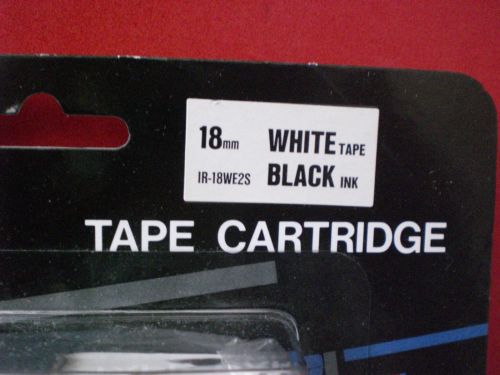 18mm WHITE TAPE
IR-18WE2S BLACK INK
TAPE CARTRIDGE